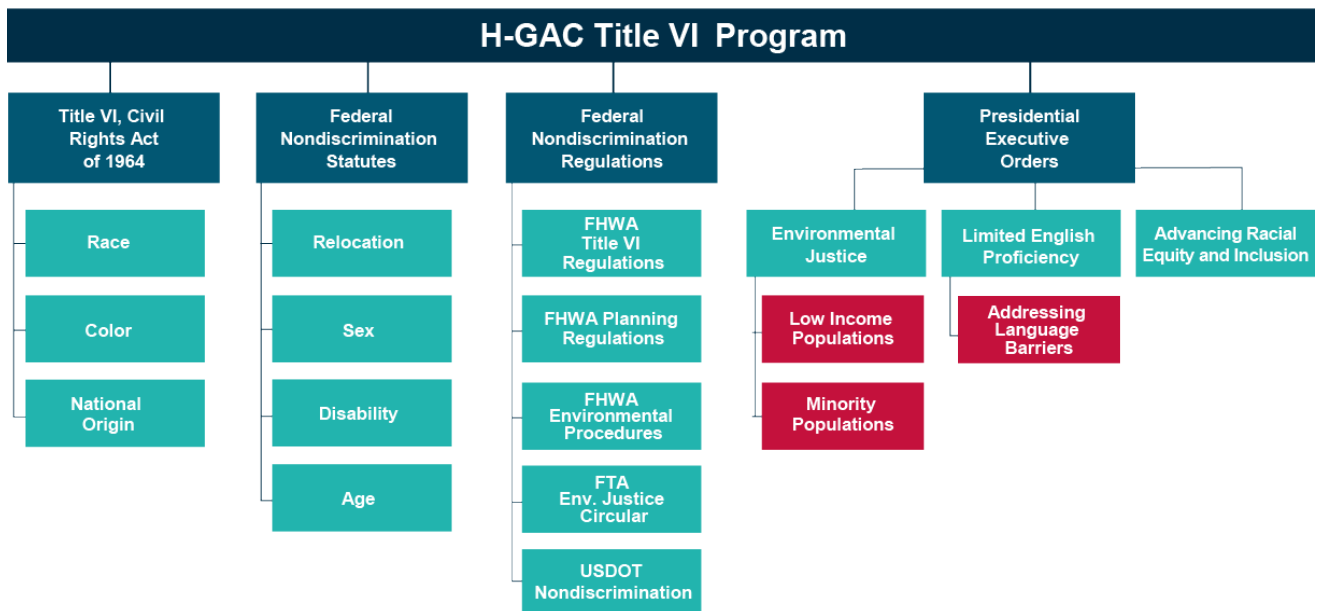 H-GAC Title VI Program
Title VI, Civil
Rights Act
of 1964
Race
Color
National
Origin
Federal
Nondiscrimination
Statutes
Relocation
Sex
Disability
Age
Federal
Nondiscrimination
Regulations
FHWA
Title VI
Regulations
FHWA Planning
Regulations
FHWA
Environmental
Procedures
FTA
Env. Justice
Circular
USDOT
Nondiscrimination
Presidential
Executive
Orders
Environmental
Justice
Low Income
Populations
Minority
Populations
Limited English
Proficiency
Addressing
Language
Barriers
Advancing Racial
Equity and Inclusion